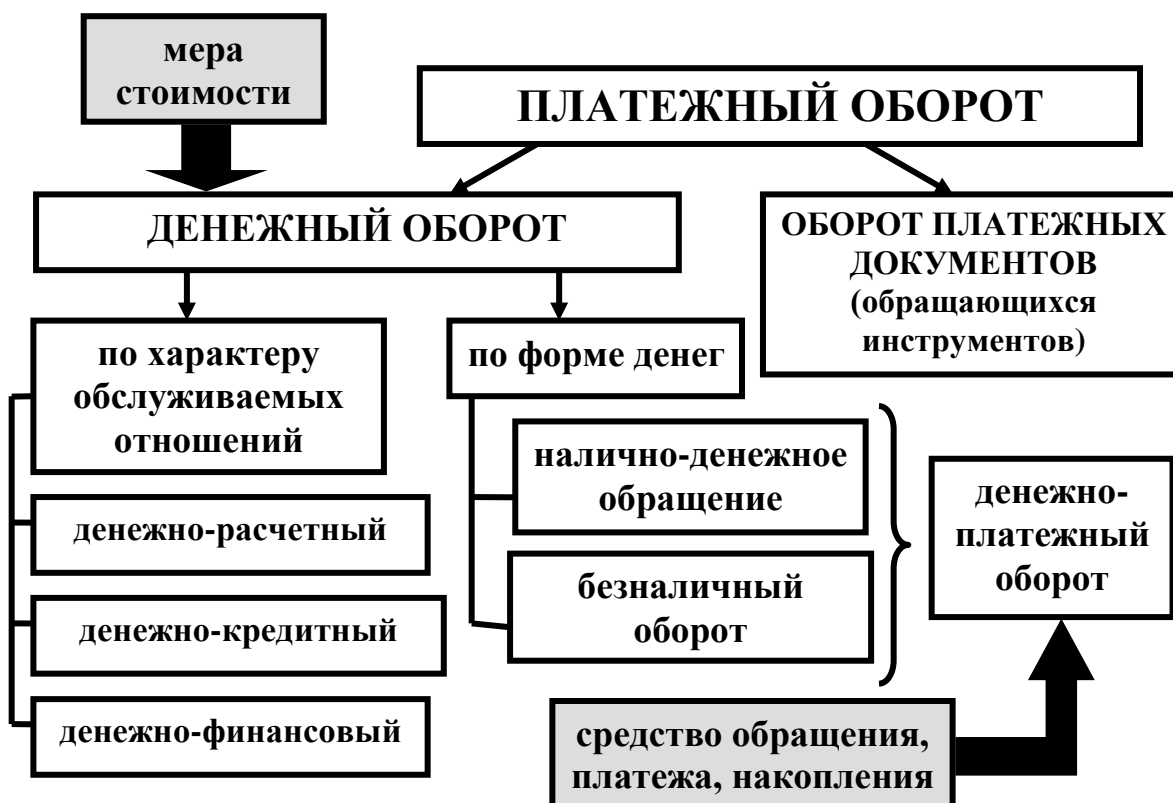 мера
стоимости
ПЛАТЕЖНЫЙ ОБОРОТ
ДЕНЕЖНЫЙ ОБОРОТ
ОБОРОТ ПЛАТЕЖНЫХ
ДОКУМЕНТОВ
(обращающихся
инструментов)
по характеру
обслуживаемых
отношений
по форме денег
денежно-расчетный
денежно-кредитный
денежно-финансовый
налично-денежное
обращение
безналичный
оборот
денежно-
платежный
оборот
средство обращения,
платежа, накопления